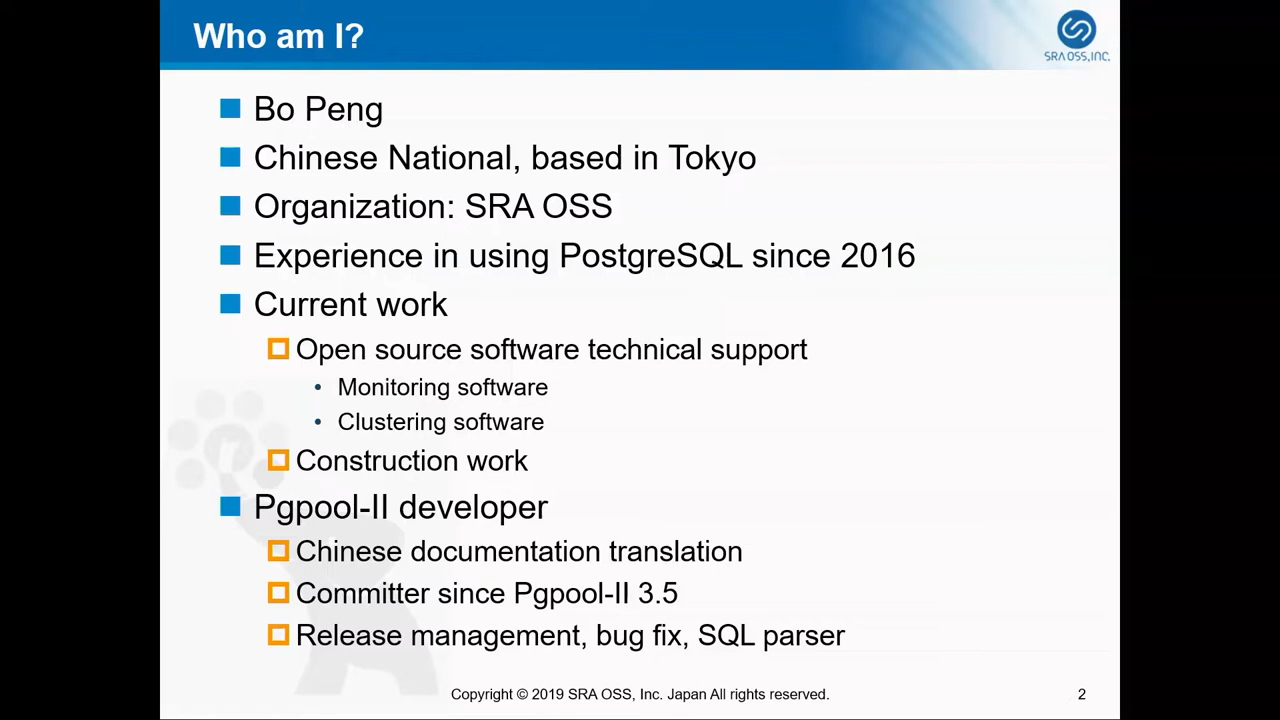 Who am I?
SRA OSS, INC.
Bo Peng
Chinese National, based in Tokyo
Organization: SRA OSS
Experience in using PostgreSQL since 2016
Current work
Open source software technical support
• Monitoring software
• Clustering software
Construction work
Pgpool-II developer
Chinese documentation translation
Committer since Pgpool-II 3.5
Release management, bug fix, SQL parser
Copyright © 2019 SRA OSS, Inc. Japan All rights reserved.
2